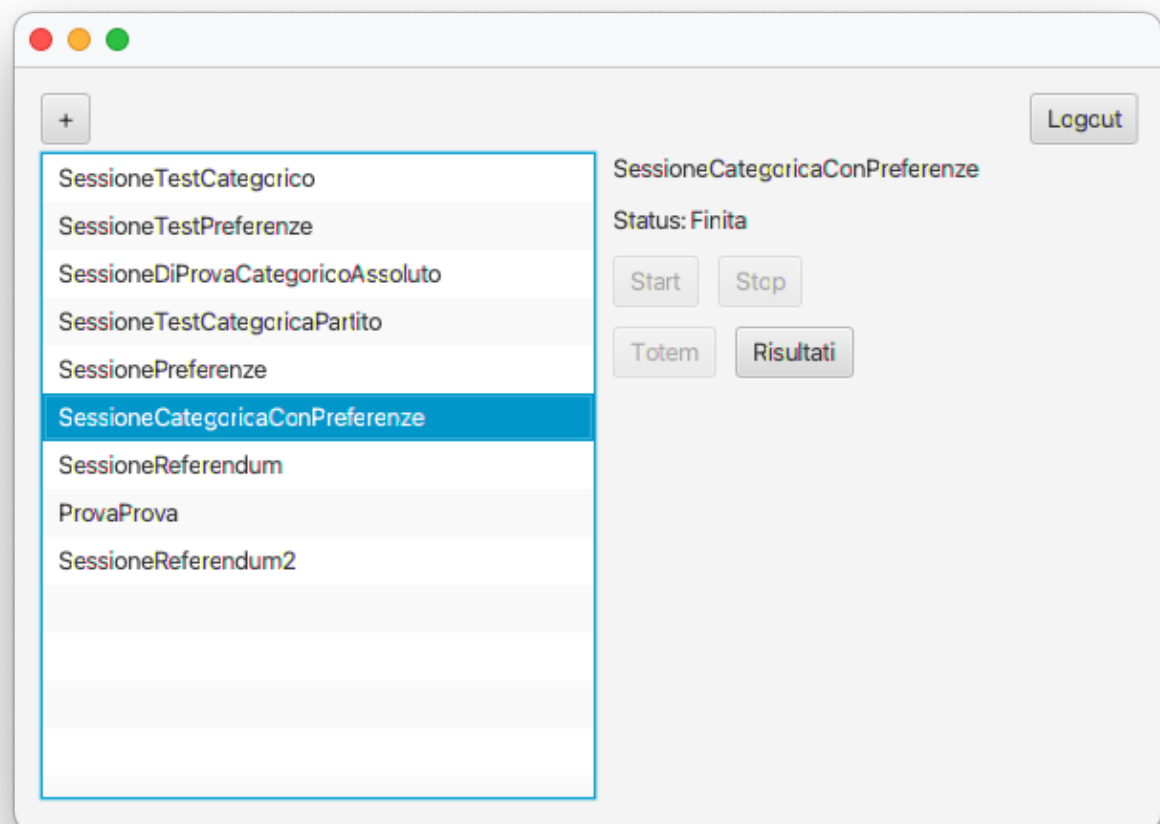 +
Logout
SessioneTestCategorico
SessioneTestPreferenze
SessioneDiProvaCategoricoAssoluto
SessioneTestCategoricaPartito
SessionePreferenze
SessioneCategoricaConPreferenze
SessioneReferendum
ProvaProva
SessioneReferendum2
SessioneCategoricaConPreferenze
Status: Finita
Start Stop
Totem Risultati